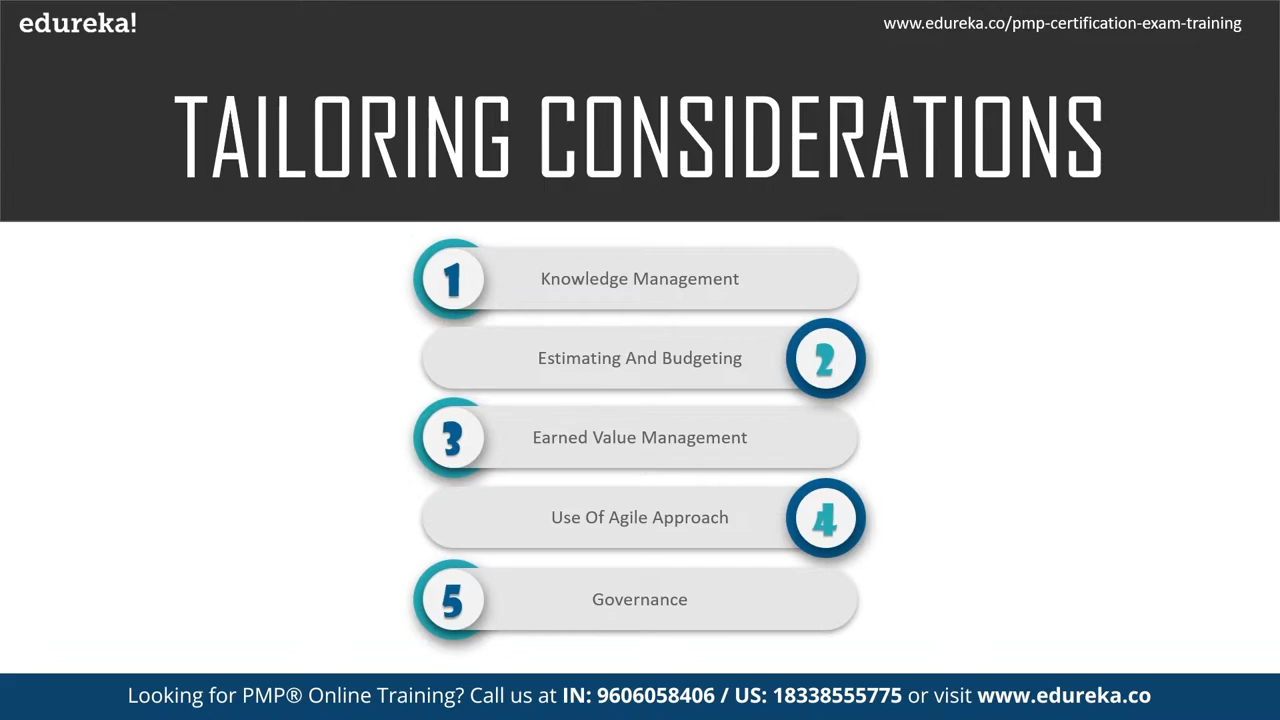 edureka!
www.edureka.co/pmp-certification-exam-training
TAILORING CONSIDERATIONS
1 Knowledge Management
Estimating And Budgeting 2
3 Earned Value Management
Use Of Agile Approach 4
5 Governance
Looking for PMP® Online Training? Call us at IN: 9606058406 / US: 18338555775 or visit www.edureka.co